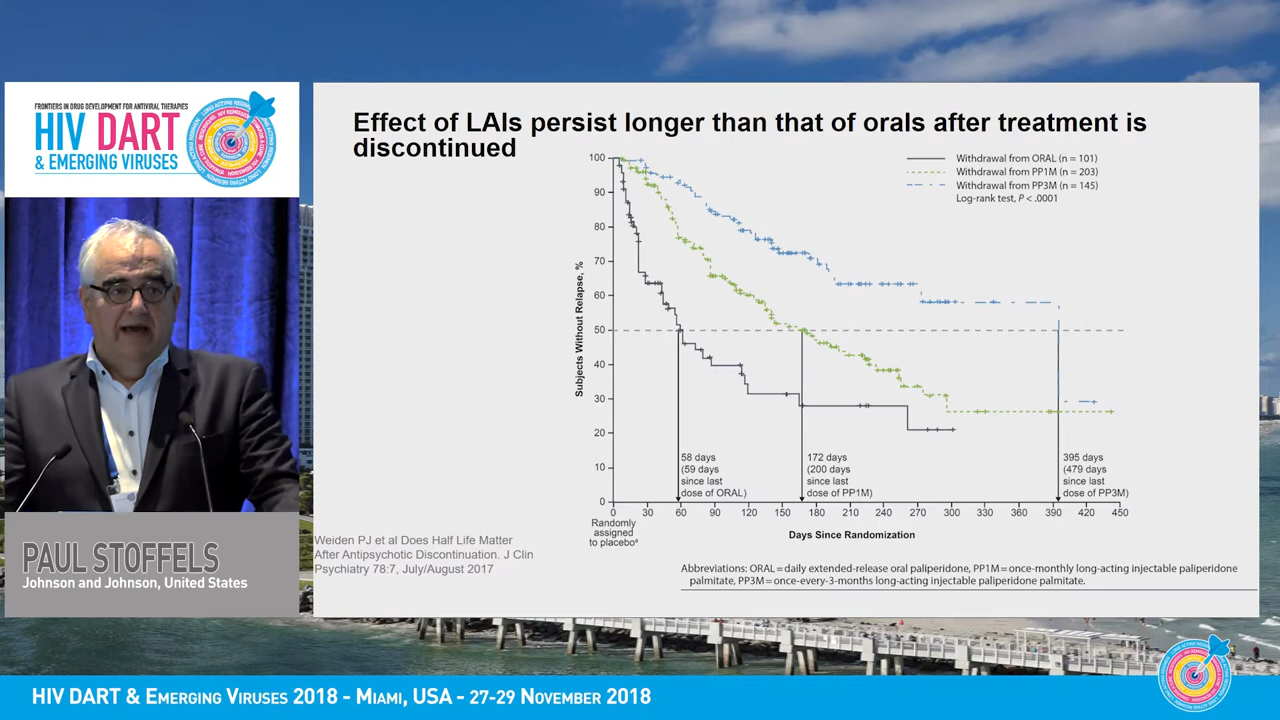 FRONTIERS IN DRUG DEVELOPMENT FOR ANTIVIRAL THERAPIES
HIV DART
& EMERGING VIRUSES
Effect of LAIs persist longer than that of orals after treatment is
discontinued
Withdrawal from ORAL (n = 101)
Withdrawal from PP1M (n = 203)
Withdrawal from PP3M (n = 145)
Log-rank test, P < .0001
Subjects Without Relapse, %
100
90
80
70
60
50
40
30
20
10
0
58 days
(59 days
since last
dose of ORAL)
172 days
(200 days
since last
dose of PP1M)
395 days
(479 days
since last
dose of PP3M)
0 30 60 90 120 150 180 210 240 270 300 330 360 390 420 450
Randomly
assigned
to placeboᵃ
Days Since Randomization
Weiden PJ et al Does Half Life Matter
After Antipsychotic Discontinuation. J Clin
Psychiatry 78:7, July/August 2017
Abbreviations: ORAL = daily extended-release oral paliperidone, PP1M = once-monthly long-acting injectable paliperidone
palmitate, PP3M = once-every-3-months long-acting injectable paliperidone palmitate.
PAUL STOFFELS
Johnson and Johnson, United States
HIV DART & EMERGING VIRUSES 2018 - MIAMI, USA - 27-29 NOVEMBER 2018